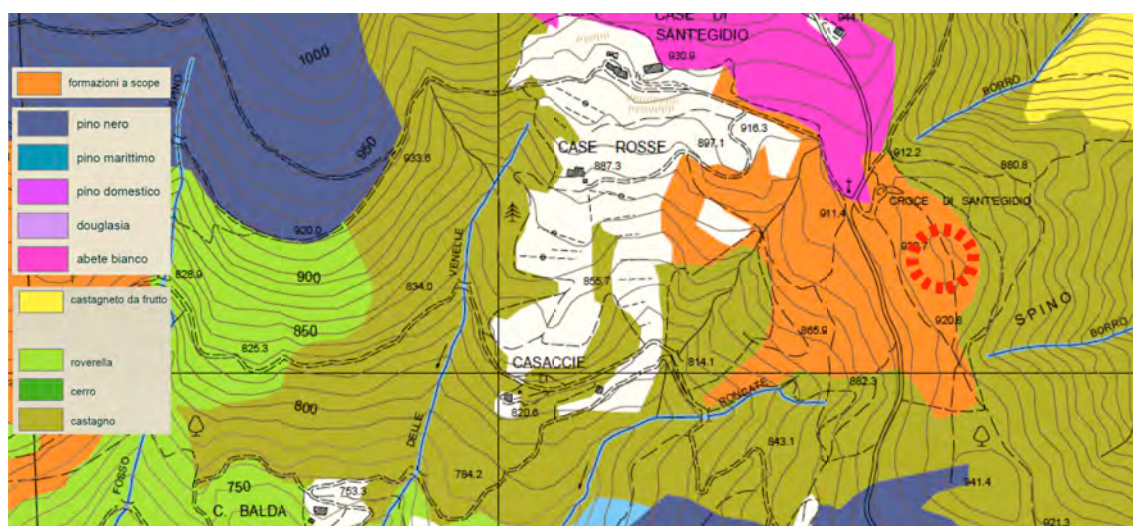 formazioni a scope
pino nero
pino marittimo
pino domestico
douglasia
abete bianco
castagneto da frutto
roverella
cerro
castagno
CASE DI
SANT'EGIDIO
944.1
930.9
1000
950
933.6
916.3
897.1
CASE ROSSE
887.3
912.2
880.8
BORRO
CROCE DI SANT'EGIDIO
911.4
920.0
900
828.9
834.0
VENELLE
855.7
920.8
SPINO
850
825.3
865.9
BORRO
CASACCIE
814.1
800
820.6
RONCATE
882.3
DELLE
843.1
784.2
750
753.3
C. BALDA
FOSSO
941.4
921.3